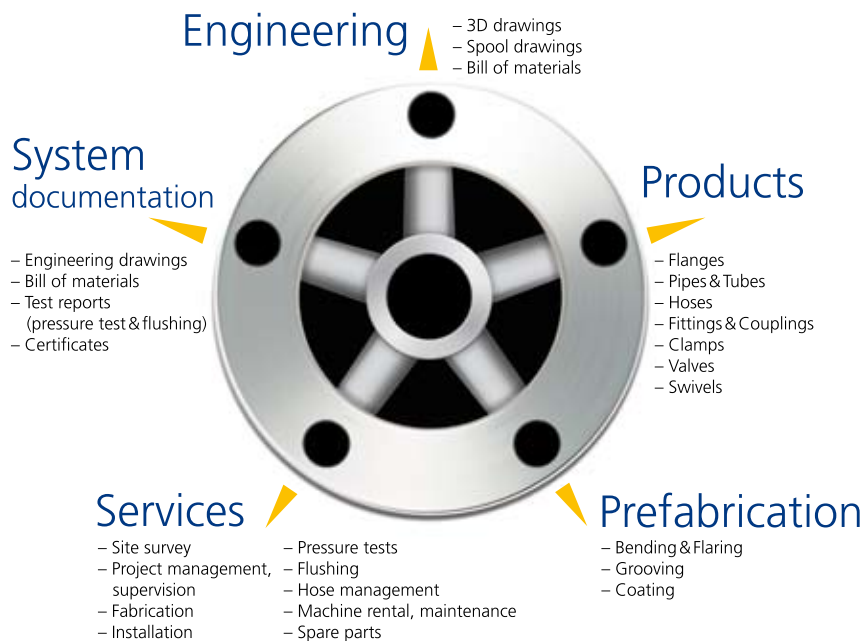 Engineering
– 3D drawings
– Spool drawings
– Bill of materials
System
documentation
– Engineering drawings
– Bill of materials
– Test reports
(pressure test & flushing)
– Certificates
Products
– Flanges
– Pipes & Tubes
– Hoses
– Fittings & Couplings
– Clamps
– Valves
– Swivels
Services
– Site survey
– Project management,
supervision
– Fabrication
– Installation
– Pressure tests
– Flushing
– Hose management
– Machine rental, maintenance
– Spare parts
Prefabrication
– Bending & Flaring
– Grooving
– Coating